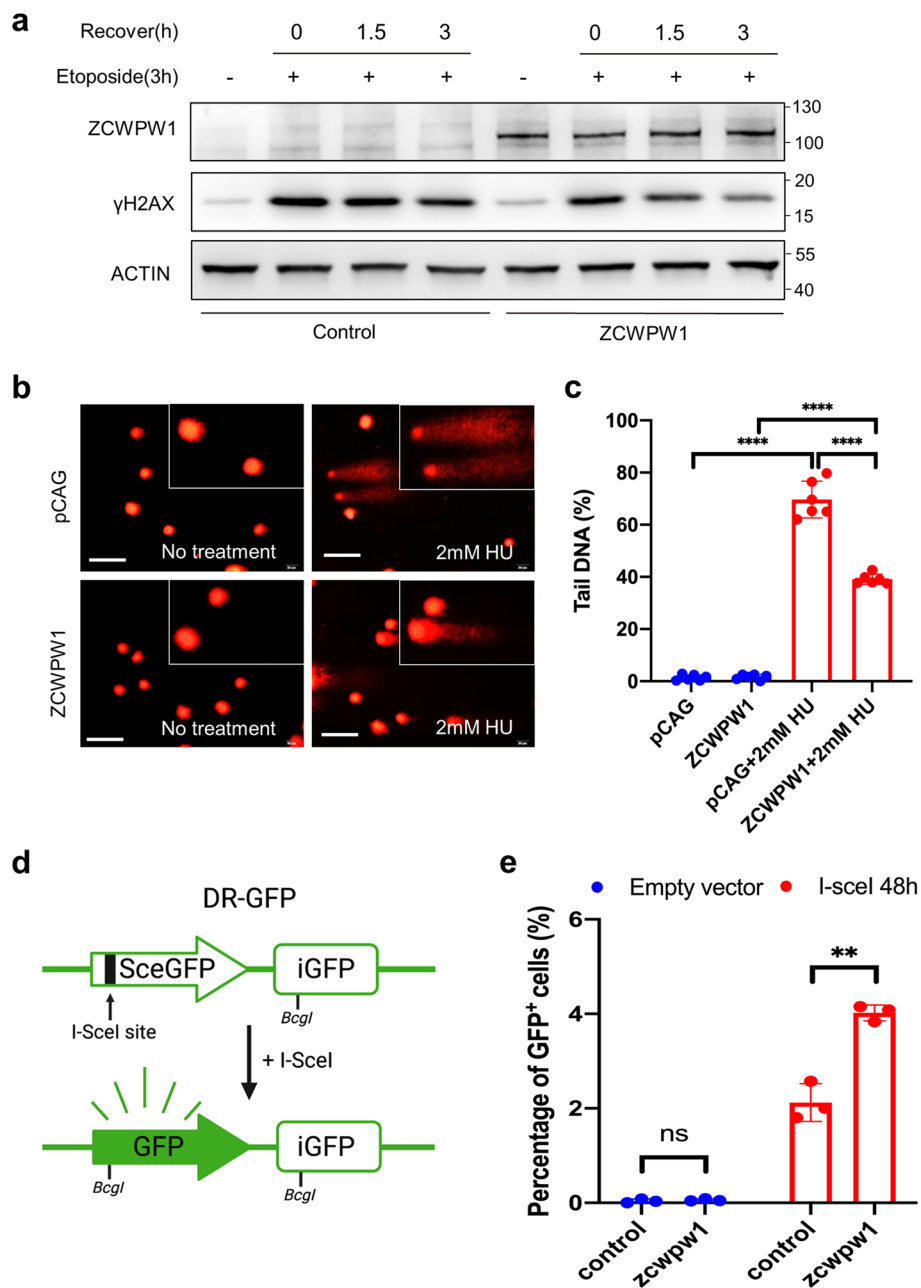 a
Recover(h) 0 1.5 3 0 1.5 3
Etoposide(3h) - + + + - + + +
ZCWPW1 130 100
γH2AX 20 15
ACTIN 55 40
Control ZCWPW1
b
pCAG
No treatment
2mM HU
ZCWPW1
No treatment
2mM HU
c
Tail DNA (%)
100
80
60
40
20
0
****
****
****
pCAG
ZCWPW1
pCAG+2mM HU
ZCWPW1+2mM HU
d
DR-GFP
SceGFP iGFP
BcgI
I-SceI site
+ I-SceI
GFP iGFP
BcgI BcgI
e
Empty vector I-sceI 48h
Percentage of GFP⁺ cells (%)
6
4
2
0
ns
**
control
zcwpw1
control
zcwpw1